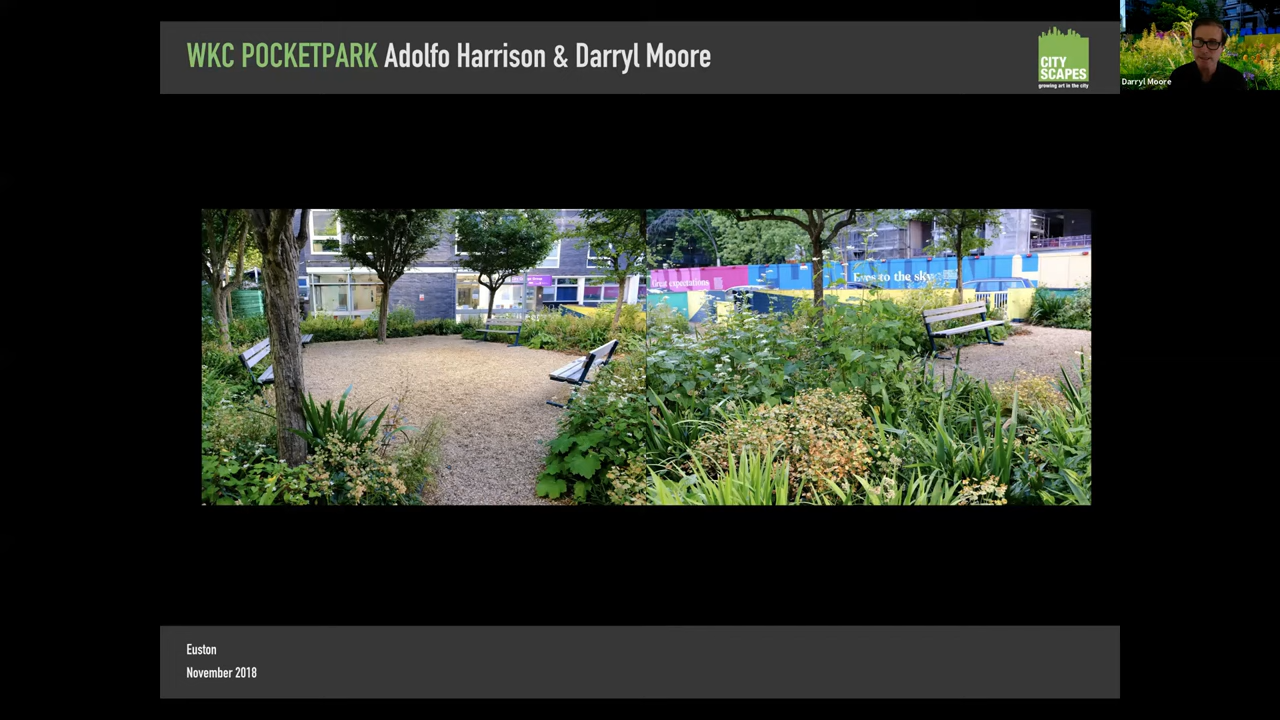 WKC POCKETPARK Adolfo Harrison & Darryl Moore
CITY
SCAPES
growing art in the city
Darryl Moore
Great expectations
Eyes to the sky
Euston
November 2018